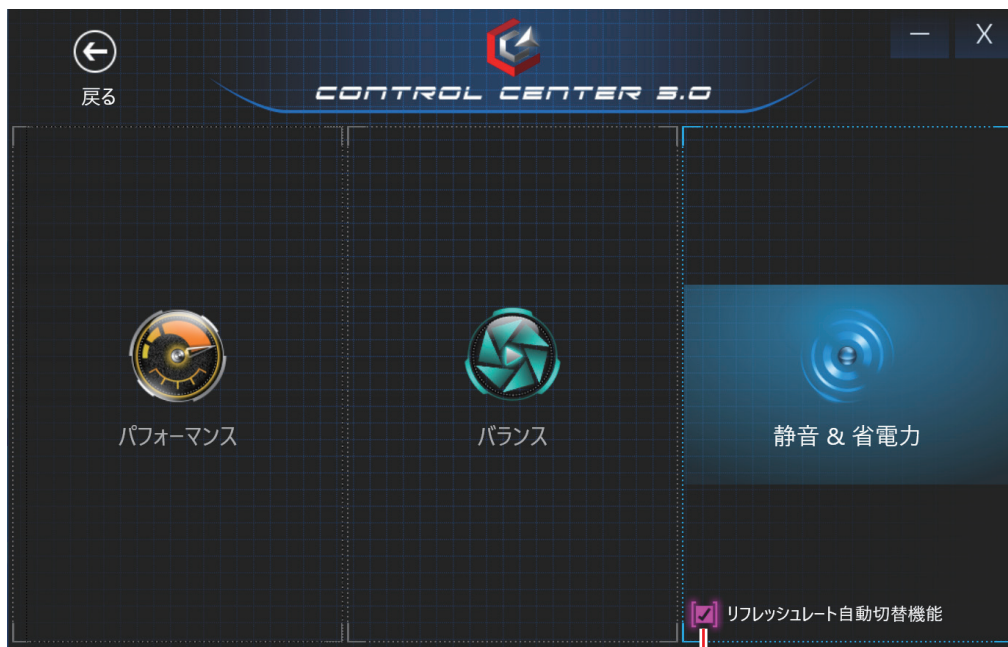 戻る
CONTROL CENTER 3.0
― X
パフォーマンス
バランス
静音 & 省電力
リフレッシュレート自動切替機能